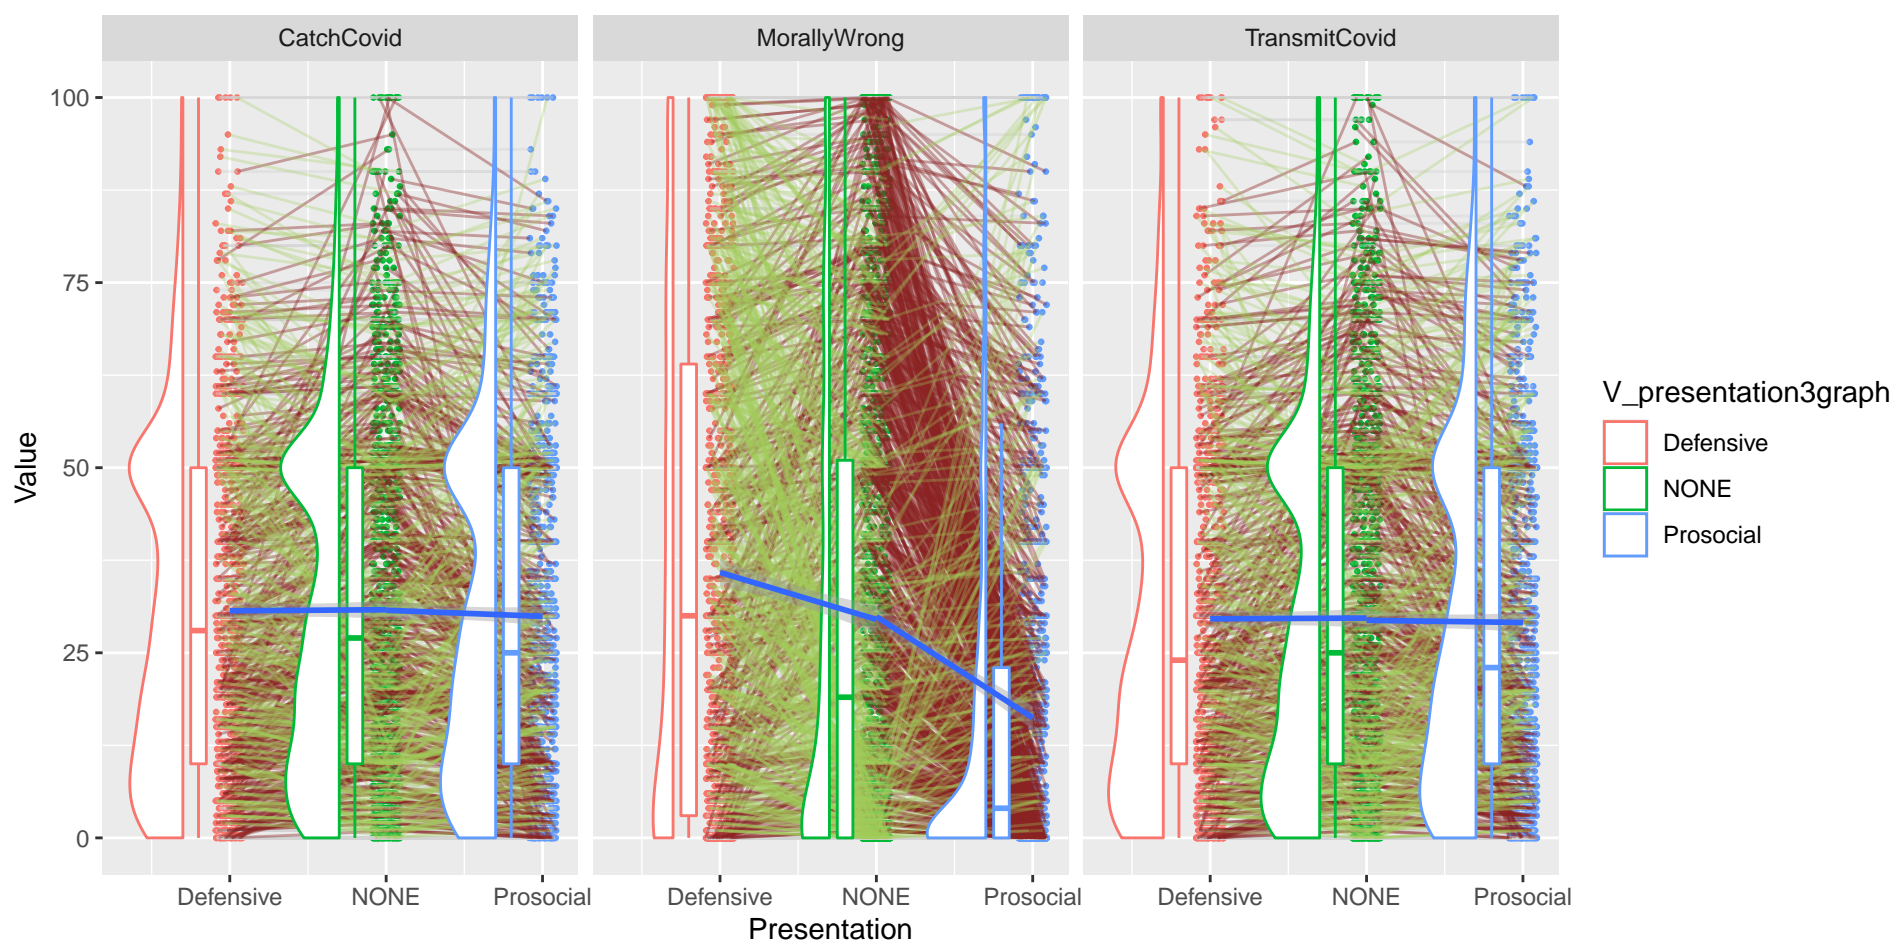 CatchCovid
MorallyWrong
TransmitCovid
100
75
50
25
0
Value
Defensive
NONE
Prosocial
Defensive
NONE
Prosocial
Defensive
NONE
Prosocial
Presentation
V_presentation3graph
Defensive
NONE
Prosocial